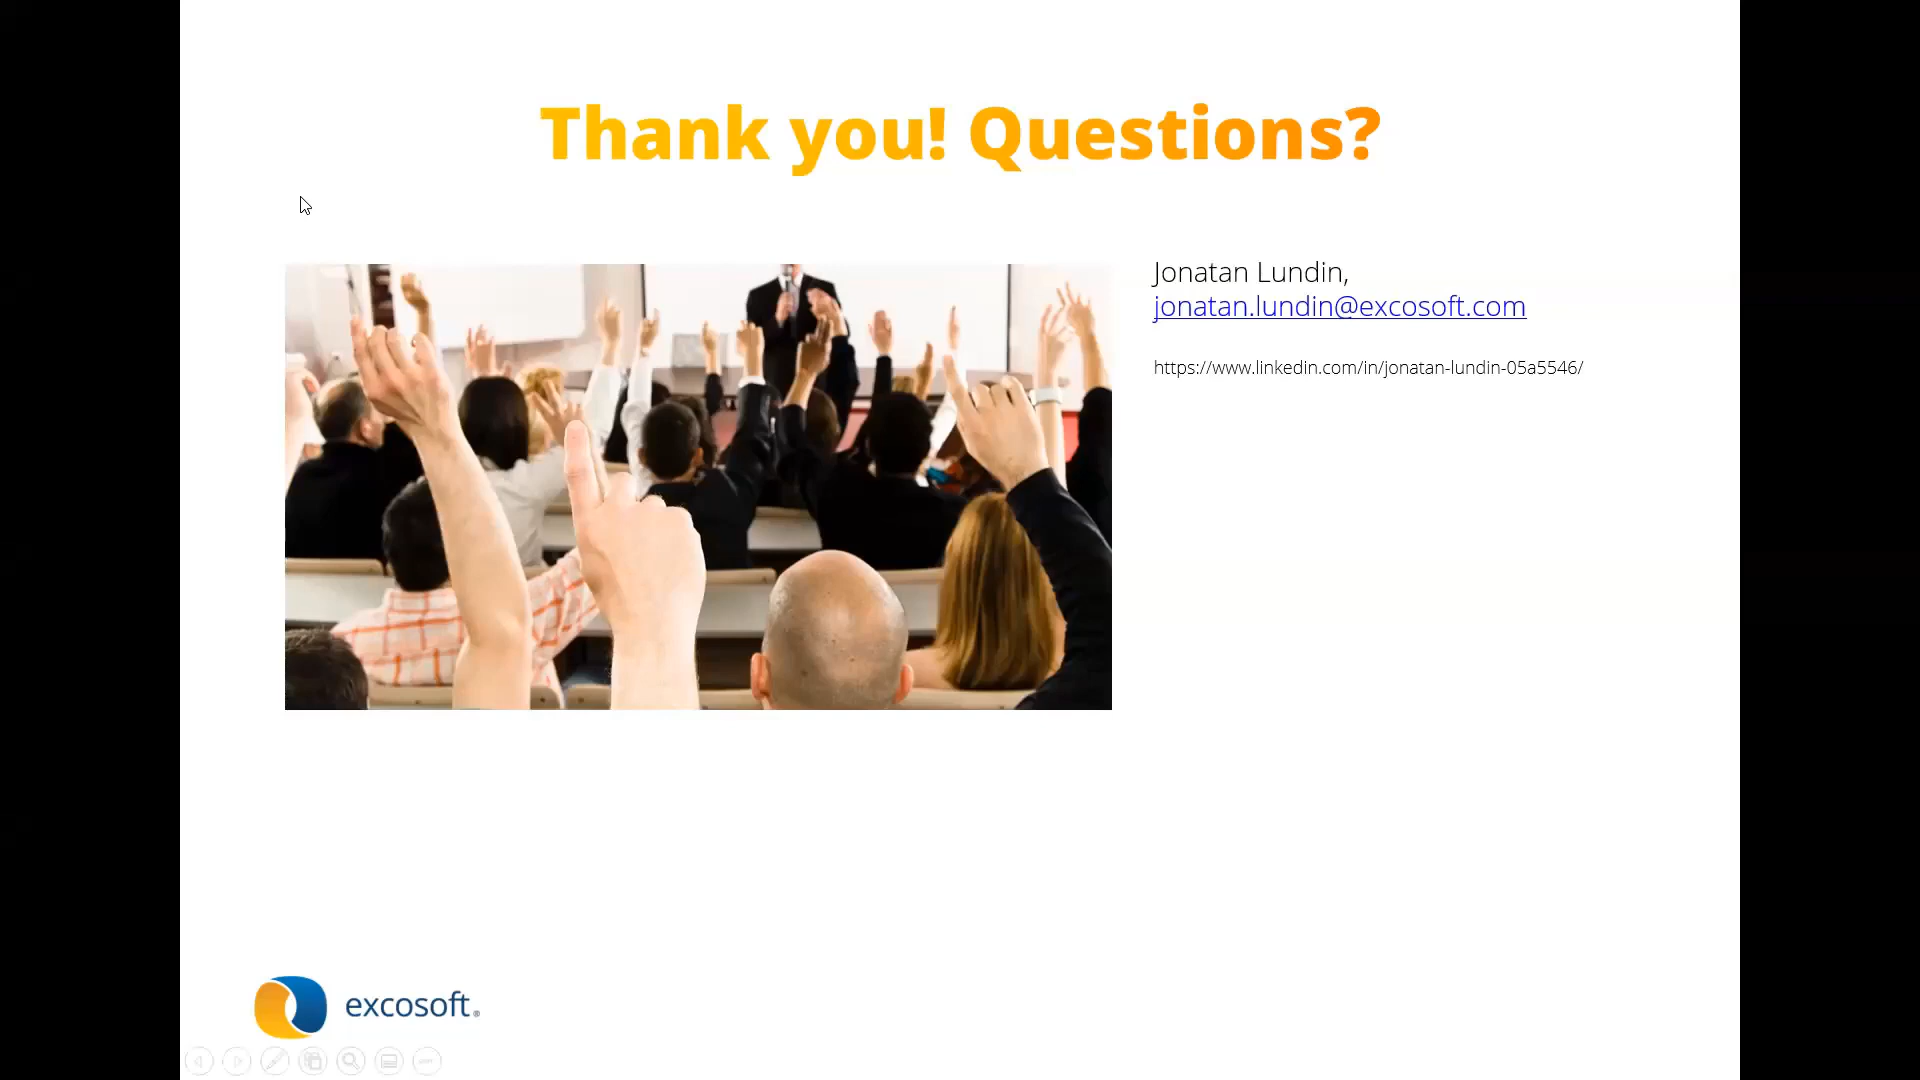 Thank you! Questions?
Jonatan Lundin,
jonatan.lundin@excosoft.com
https://www.linkedin.com/in/jonatan-lundin-05a5546/
excosoft®